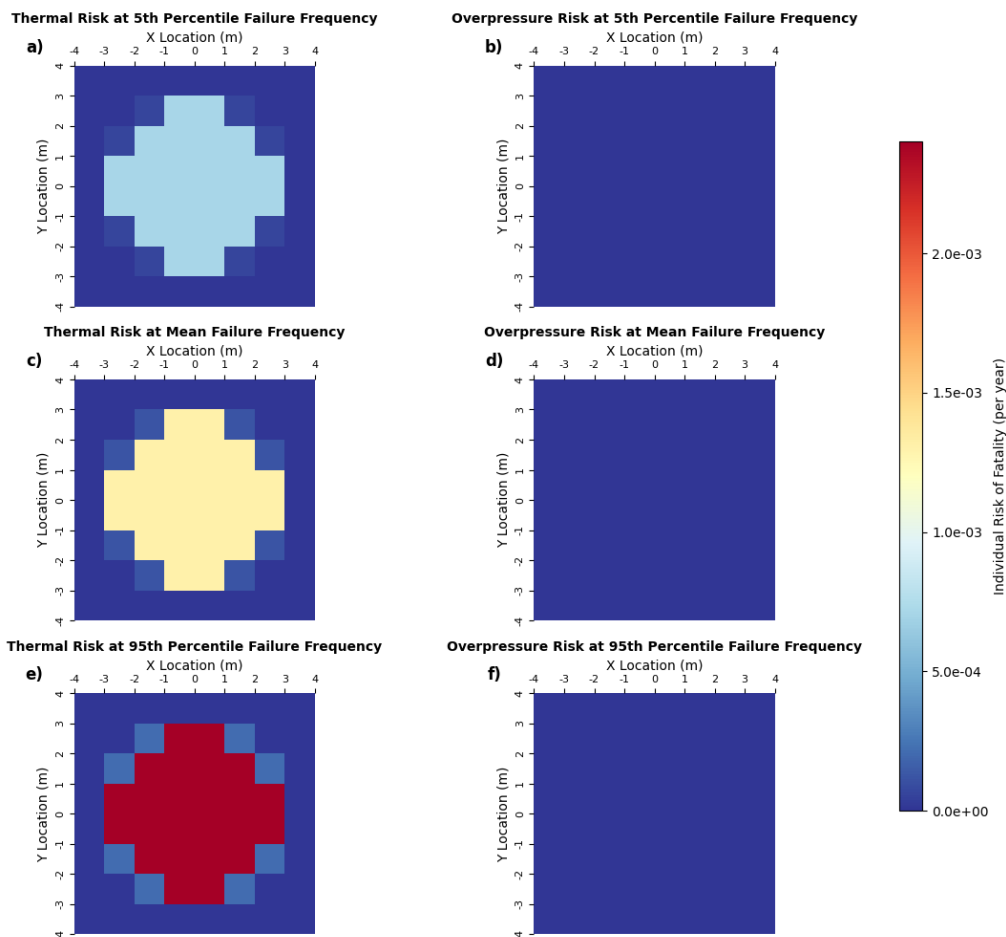 Thermal Risk at 5th Percentile Failure Frequency
X Location (m)
a)
-4 -3 -2 -1 0 1 2 3 4
4
3
2
1
0
-1
-2
-3
-4
Y Location (m)
Overpressure Risk at 5th Percentile Failure Frequency
X Location (m)
b)
-4 -3 -2 -1 0 1 2 3 4
4
3
2
1
0
-1
-2
-3
-4
Y Location (m)
Thermal Risk at Mean Failure Frequency
X Location (m)
c)
-4 -3 -2 -1 0 1 2 3 4
4
3
2
1
0
-1
-2
-3
-4
Y Location (m)
Overpressure Risk at Mean Failure Frequency
X Location (m)
d)
-4 -3 -2 -1 0 1 2 3 4
4
3
2
1
0
-1
-2
-3
-4
Y Location (m)
Thermal Risk at 95th Percentile Failure Frequency
X Location (m)
e)
-4 -3 -2 -1 0 1 2 3 4
4
3
2
1
0
-1
-2
-3
-4
Y Location (m)
Overpressure Risk at 95th Percentile Failure Frequency
X Location (m)
f)
-4 -3 -2 -1 0 1 2 3 4
4
3
2
1
0
-1
-2
-3
-4
Y Location (m)
2.0e-03
1.5e-03
1.0e-03
5.0e-04
0.0e+00
Individual Risk of Fatality (per year)